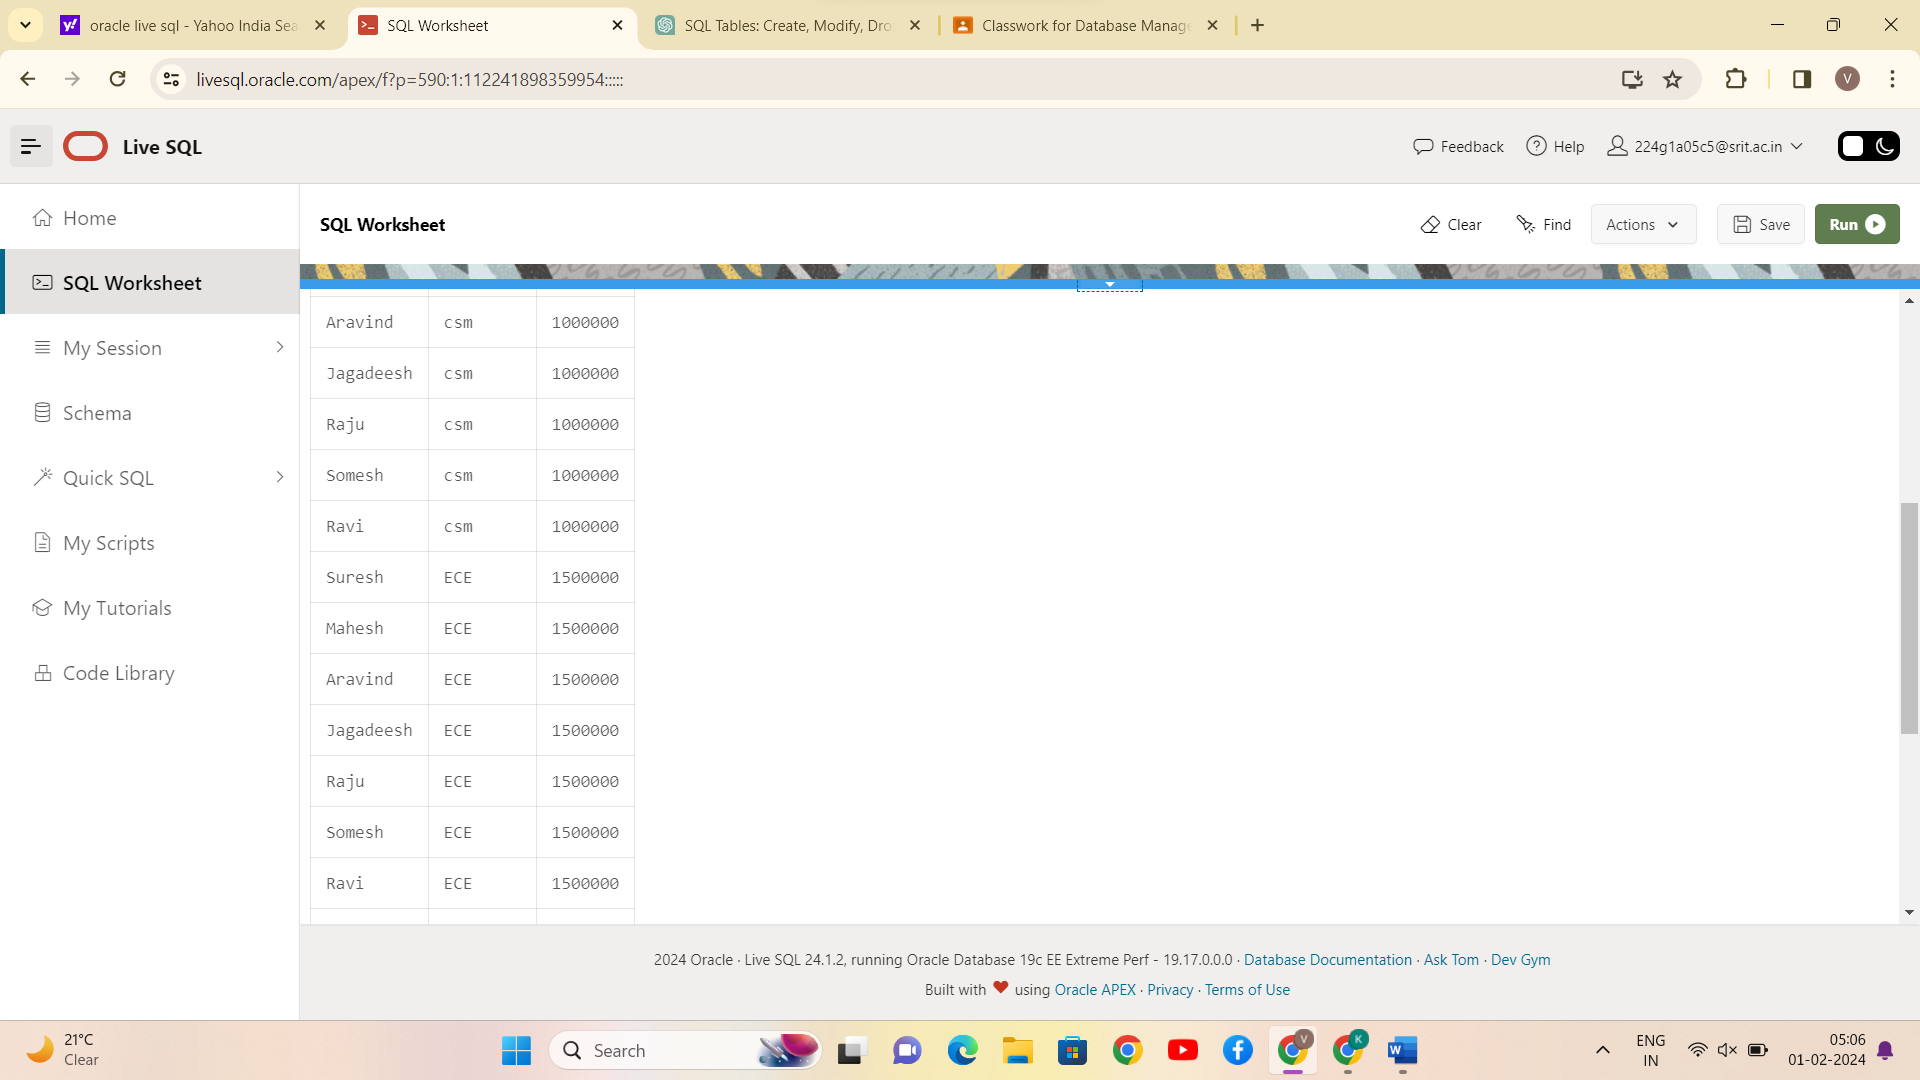 oracle live sql - Yahoo India Sea
SQL Worksheet
SQL Tables: Create, Modify, Dro
Classwork for Database Manage
livesql.oracle.com/apex/f?p=590:1:112241898359954:::::
V
Live SQL
Feedback
Help
224g1a05c5@srit.ac.in
Home
SQL Worksheet
My Session
Schema
Quick SQL
My Scripts
My Tutorials
Code Library
SQL Worksheet
Clear
Find
Actions
Save
Run
Aravind csm 1000000
Jagadeesh csm 1000000
Raju csm 1000000
Somesh csm 1000000
Ravi csm 1000000
Suresh ECE 1500000
Mahesh ECE 1500000
Aravind ECE 1500000
Jagadeesh ECE 1500000
Raju ECE 1500000
Somesh ECE 1500000
Ravi ECE 1500000
2024 Oracle · Live SQL 24.1.2, running Oracle Database 19c EE Extreme Perf - 19.17.0.0.0 · Database Documentation · Ask Tom · Dev Gym
Built with ❤ using Oracle APEX · Privacy · Terms of Use
21°C
Clear
Search
V
K
W
ENG
IN
05:06
01-02-2024